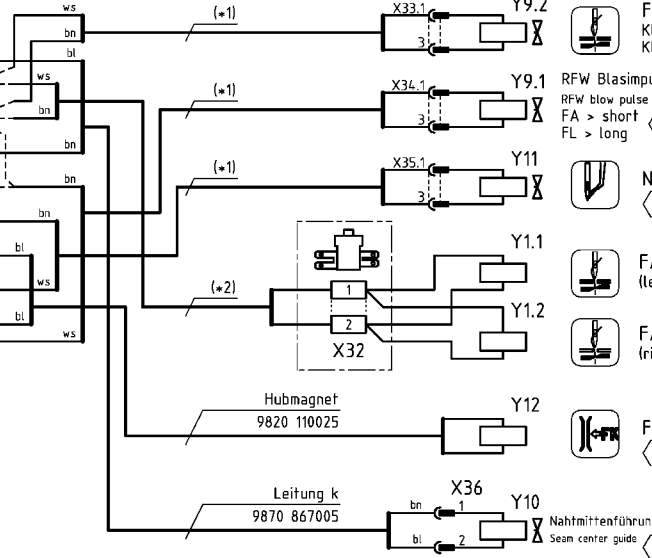 ws
bn
bl
ws
bn
bn
bn
bn
bl
ws
bl
ws
(*1)
(*1)
(*1)
(*2)
X33.1
3
Y9.2
X34.1
3
Y9.1
RFW
RFW blow pulse
FA > short
FL > long
X35.1
3
Y11
1
2
X32
Y1.1
Y1.2
Hubmagnet
9820 110025
Y12
Leitung k
9870 867005
X36
bn 1
bl 2
Y10
Seam center guide